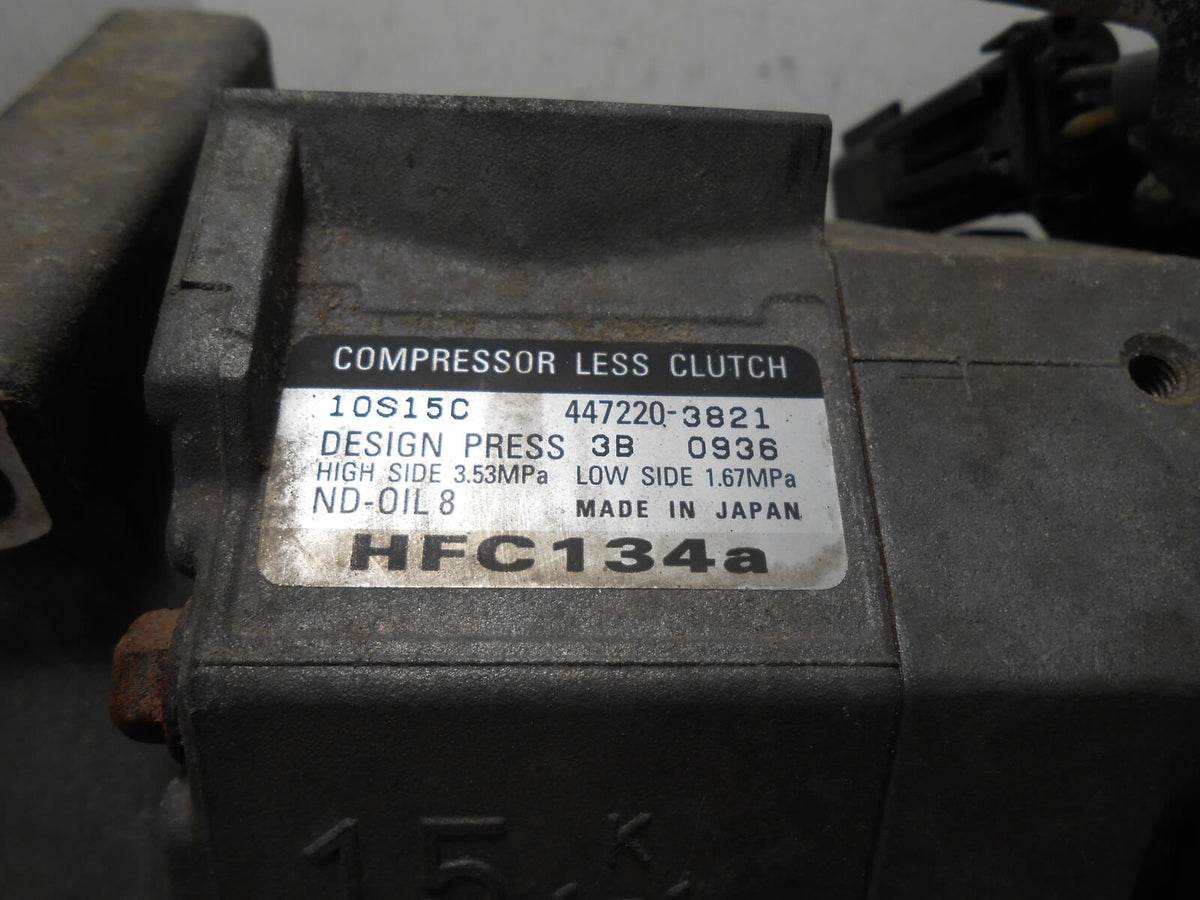 COMPRESSOR LESS CLUTCH
10S15C 447220-3821
DESIGN PRESS 3B 0936
HIGH SIDE 3.53MPa LOW SIDE 1.67MPa
ND-OIL 8 MADE IN JAPAN
HFC134a
15 K